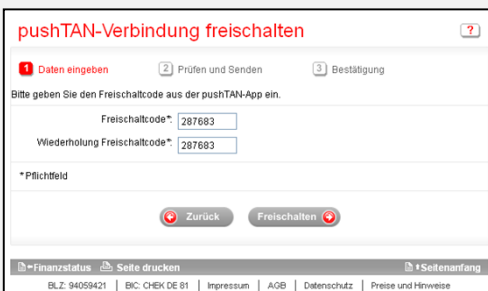 pushTAN-Verbindung freischalten ?
1 Daten eingeben 2 Prüfen und Senden 3 Bestätigung
Bitte geben Sie den Freischaltcode aus der pushTAN-App ein.
Freischaltcode*: 287683
Wiederholung Freischaltcode*: 287683
* Pflichtfeld
Zurück Freischalten
Finanzstatus Seite drucken Seitenanfang
BLZ: 94059421 | BIC: CHEK DE 81 | Impressum | AGB | Datenschutz | Preise und Hinweise